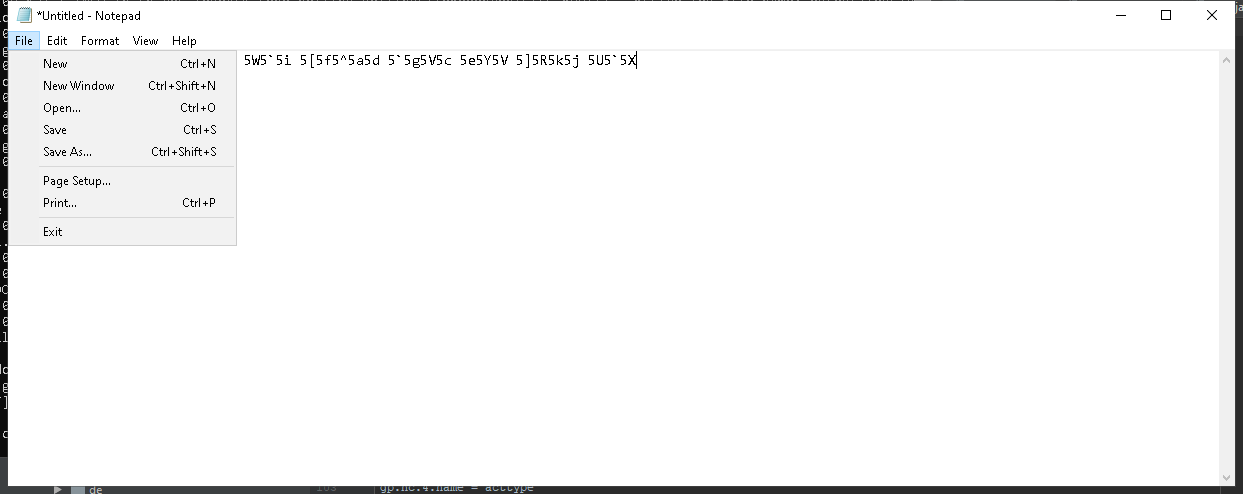 *Untitled - Notepad
File Edit Format View Help
New Ctrl+N
5W5`5i 5[5f5^5a5d 5`5g5V5c 5e5Y5V 5]5R5k5j 5U5`5X
New Window Ctrl+Shift+N
Open... Ctrl+O
Save Ctrl+S
Save As... Ctrl+Shift+S
Page Setup...
Print... Ctrl+P
Exit
de
gp.nc.4.name = acttype